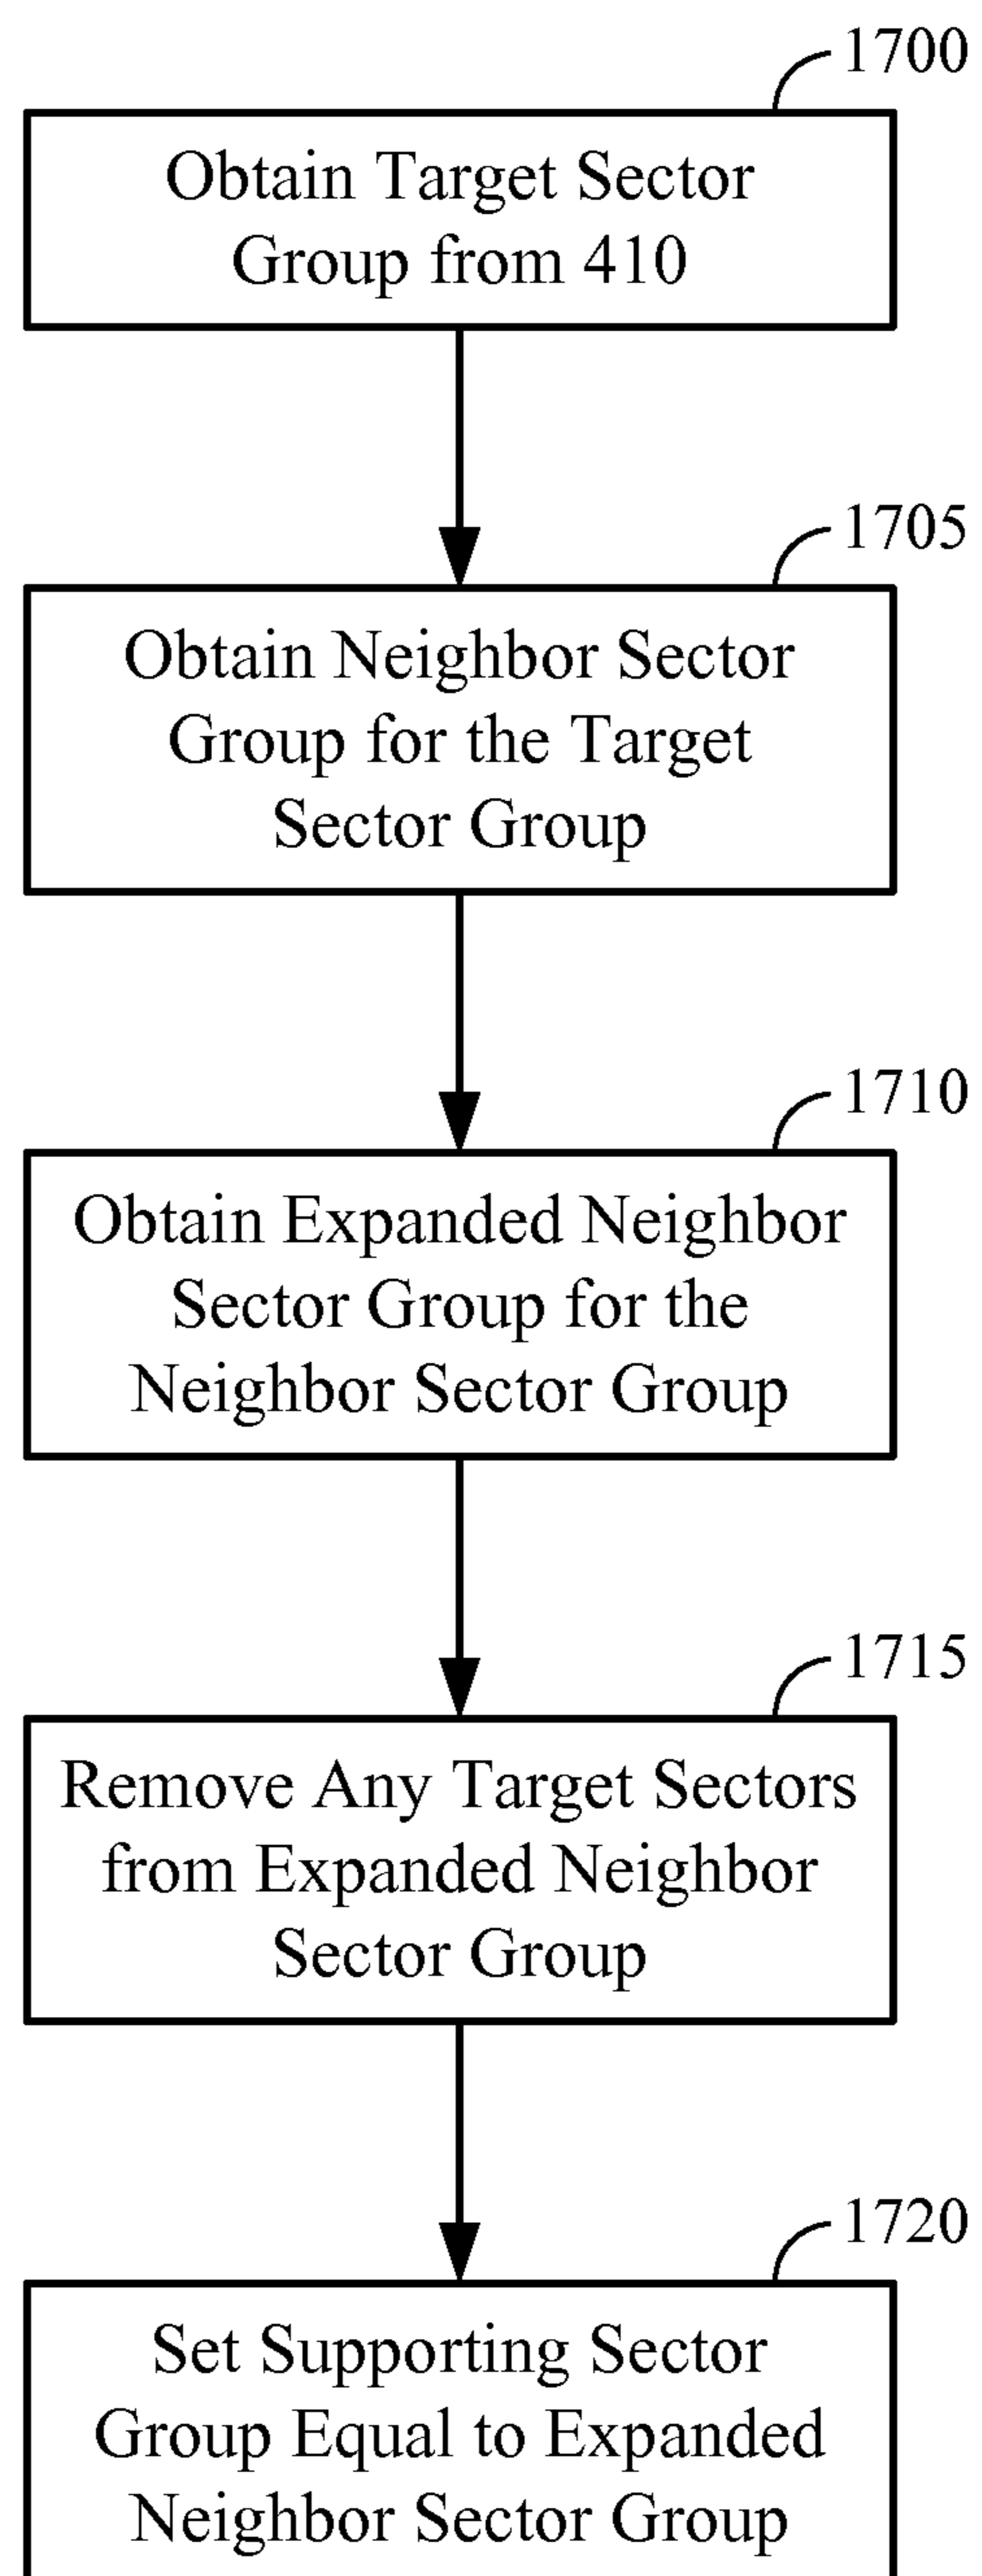 1700
Obtain Target Sector
Group from 410
1705
Obtain Neighbor Sector
Group for the Target
Sector Group
1710
Obtain Expanded Neighbor
Sector Group for the
Neighbor Sector Group
1715
Remove Any Target Sectors
from Expanded Neighbor
Sector Group
1720
Set Supporting Sector
Group Equal to Expanded
Neighbor Sector Group